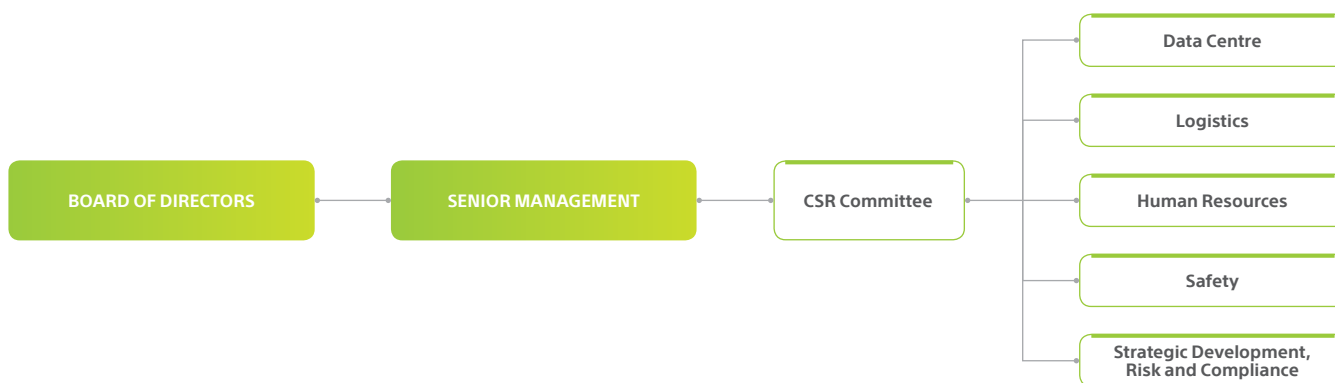 BOARD OF DIRECTORS
SENIOR MANAGEMENT
CSR Committee
Data Centre
Logistics
Human Resources
Safety
Strategic Development,
Risk and Compliance